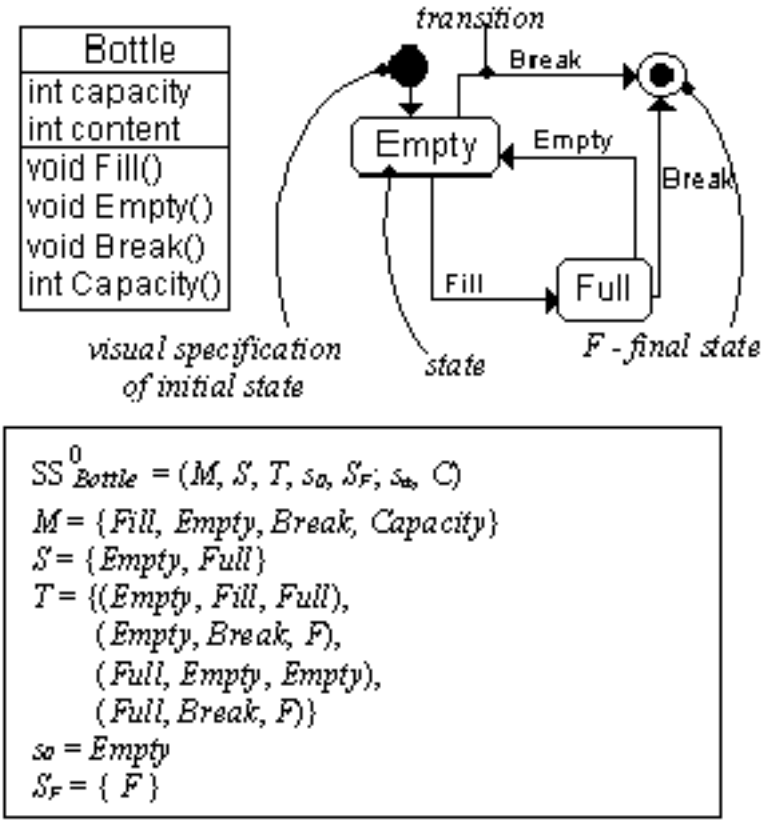 transition
Bottle
int capacity
int content
void Fill()
void Empty()
void Break()
int Capacity()
Break
Empty
Empty
Break
Fill
Full
visual specification
of initial state
state
F - final state
SS⁰Bottle = (M, S, T, s₀, S_F; sα, C)
M = {Fill, Empty, Break, Capacity}
S = {Empty, Full}
T = {(Empty, Fill, Full),
(Empty, Break, F),
(Full, Empty, Empty),
(Full, Break, F)}
s₀ = Empty
S_F = { F }